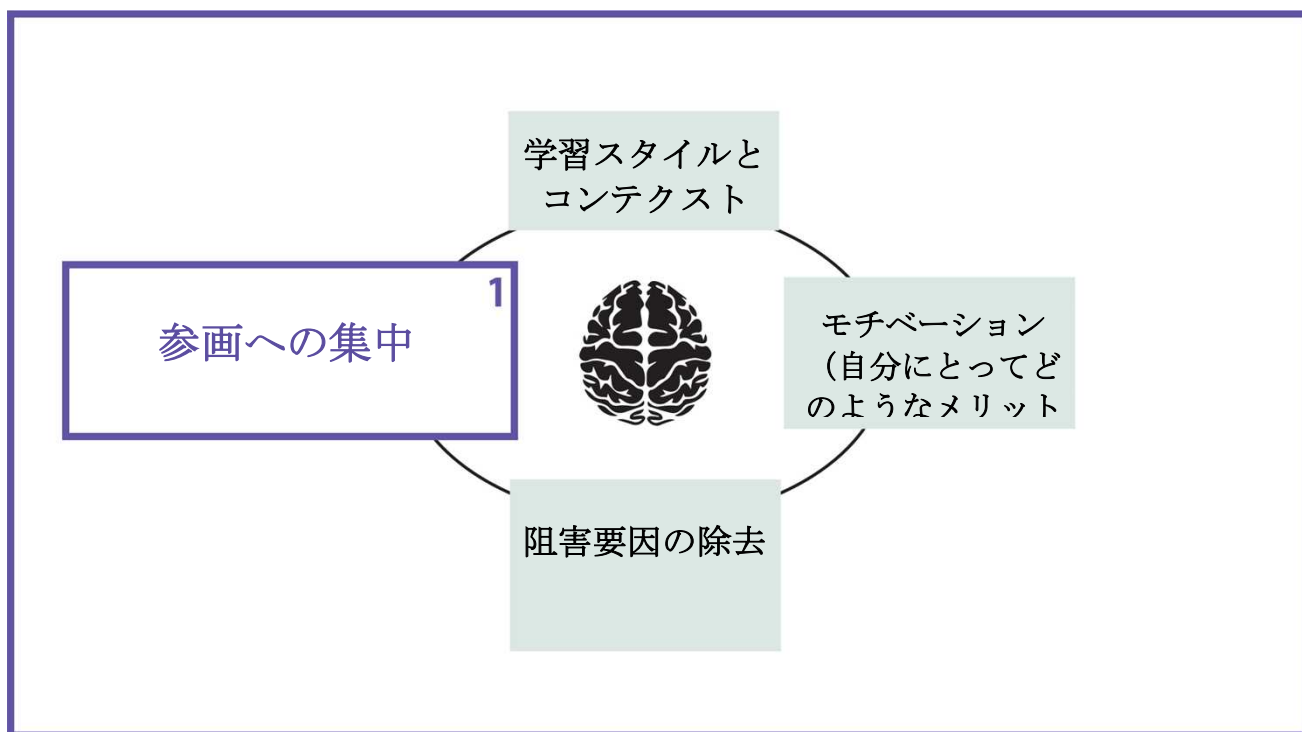 学習スタイルと
コンテクスト
1
参画への集中
モチベーション
(自分にとってど
のようなメリット
阻害要因の除去